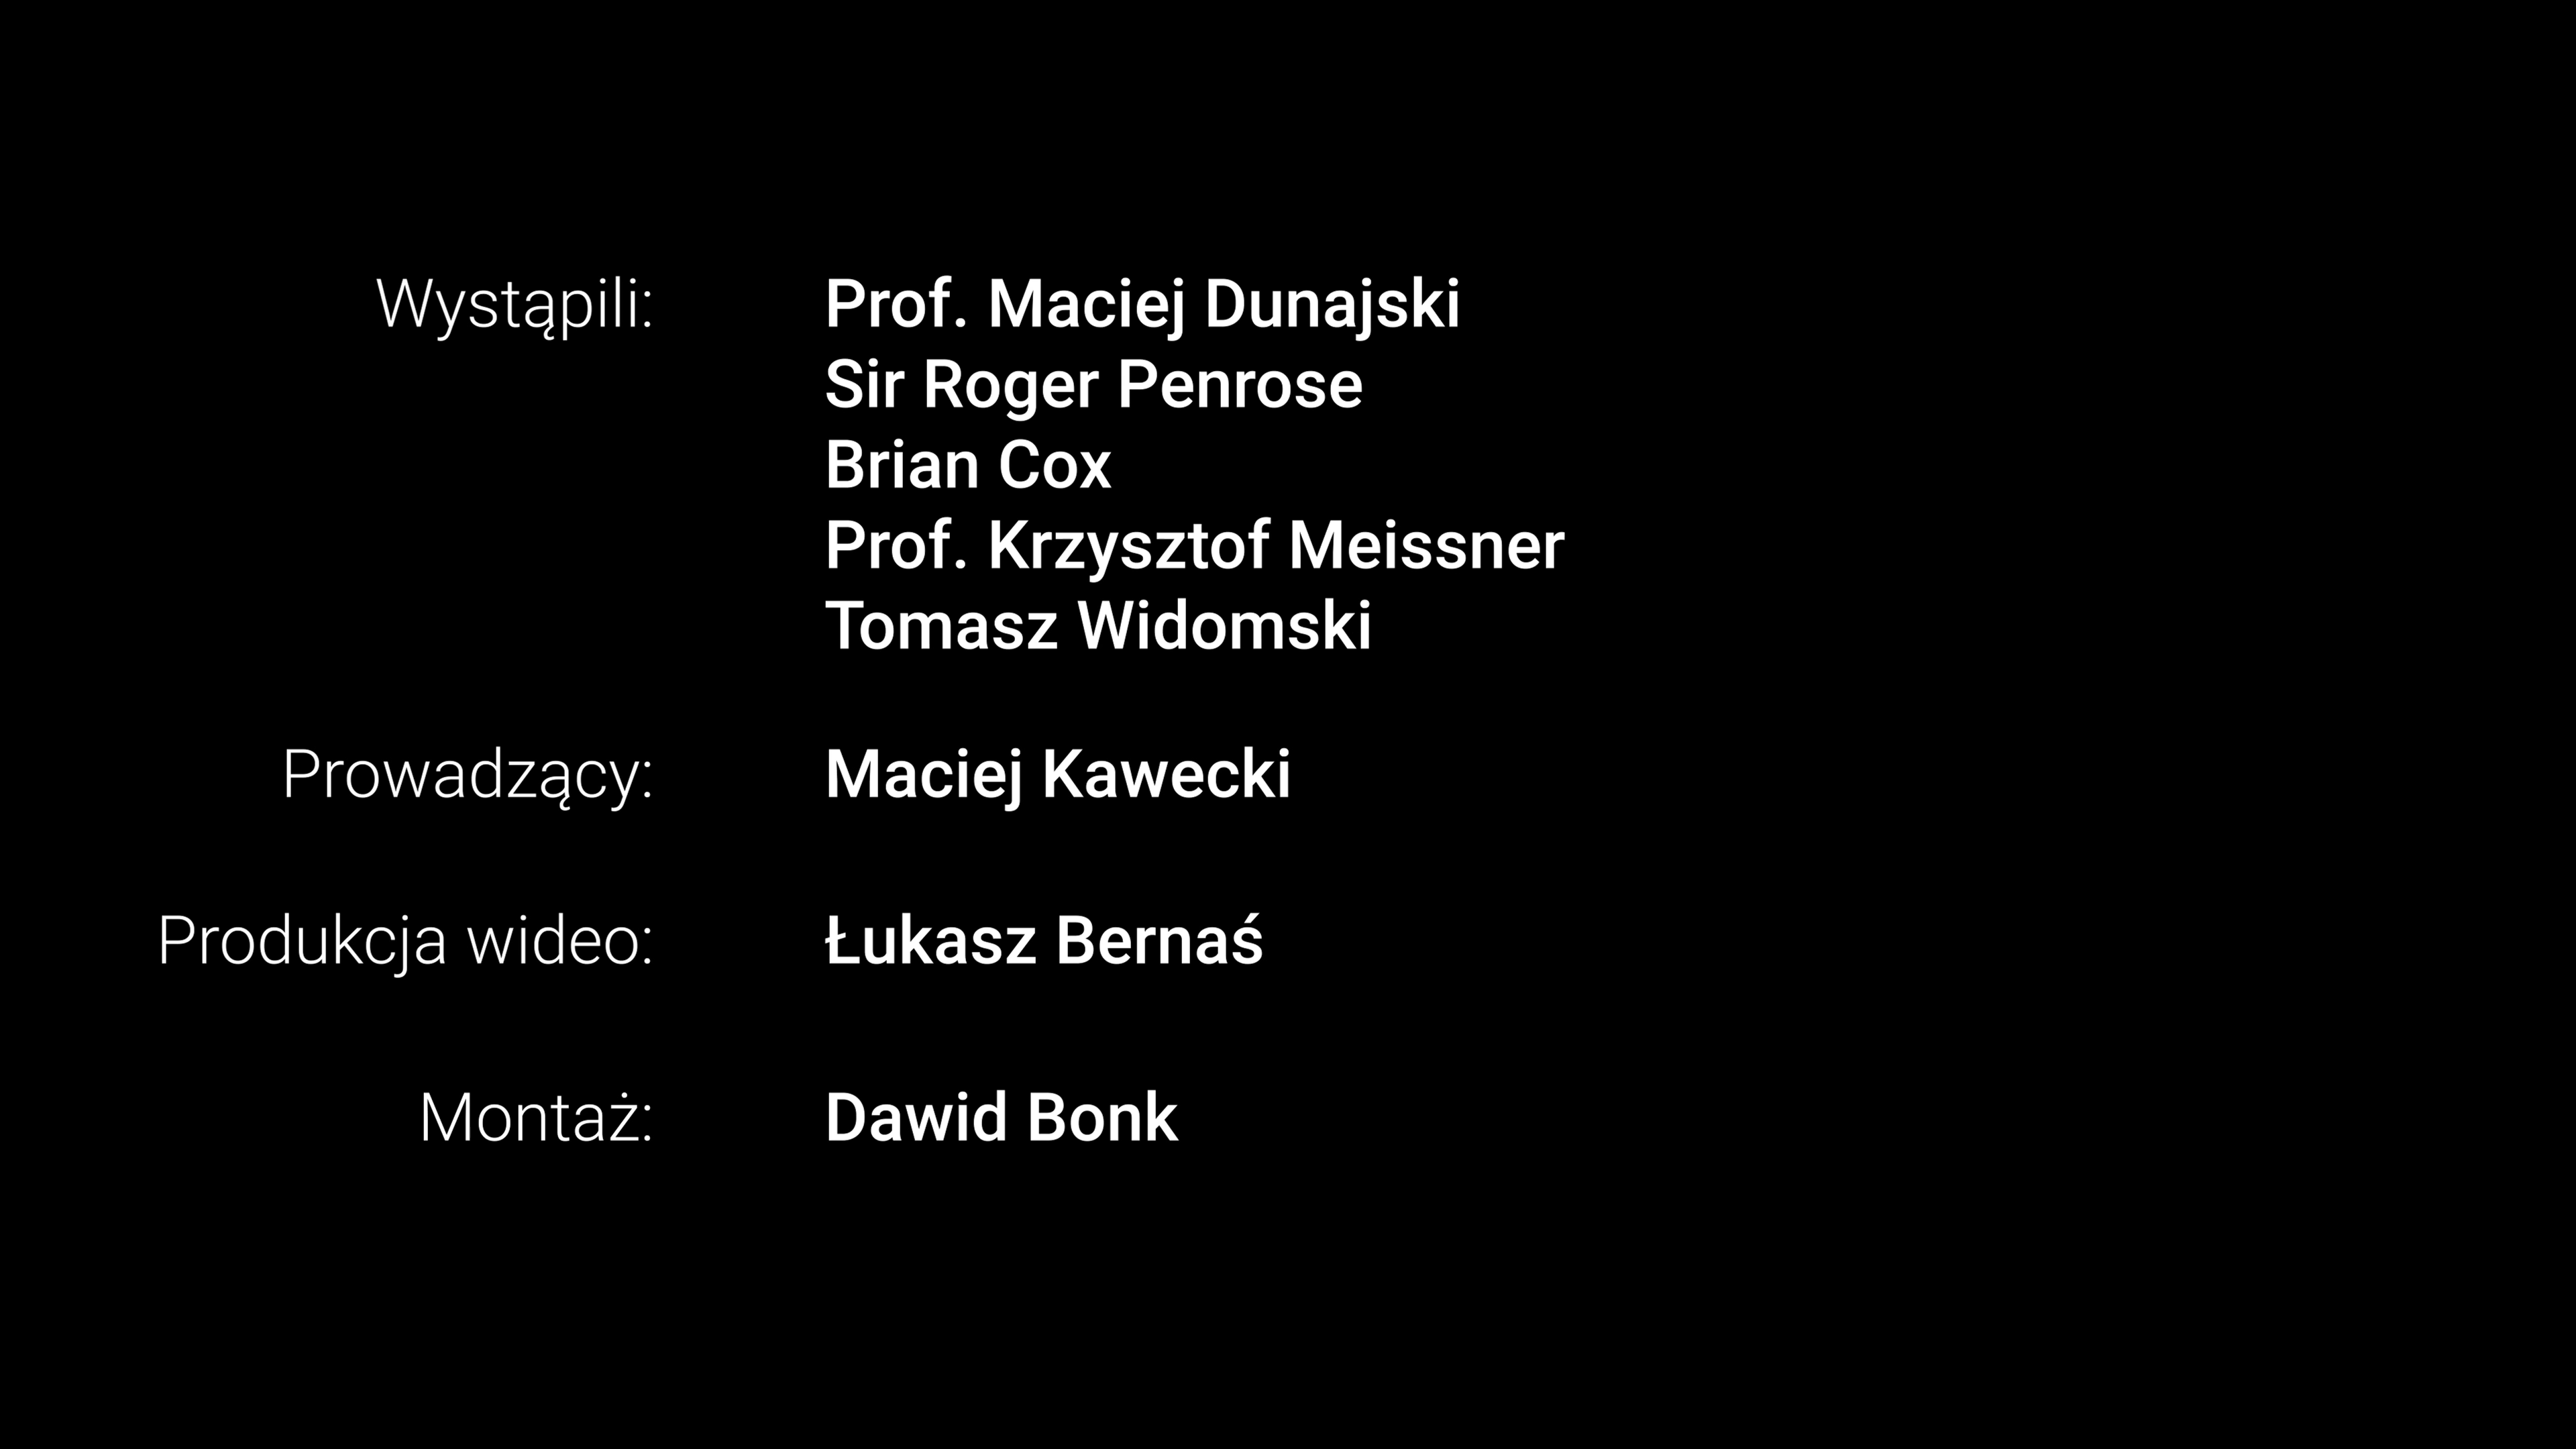 Wystąpili: Prof. Maciej Dunajski
Sir Roger Penrose
Brian Cox
Prof. Krzysztof Meissner
Tomasz Widomski
Prowadzący: Maciej Kawecki
Produkcja wideo: Łukasz Bernaś
Montaż: Dawid Bonk